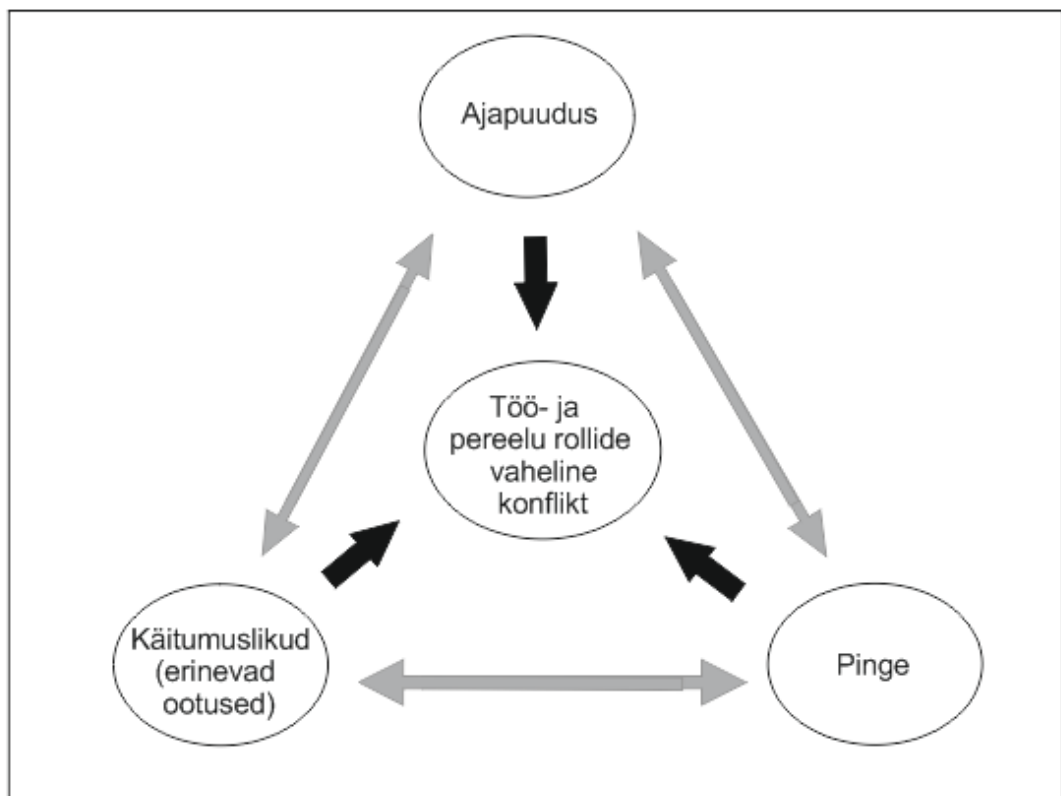 Ajapuudus
Töö- ja
pereelu rollide
vaheline
konflikt
Käitumuslikud
(erinevad
ootused)
Pinge